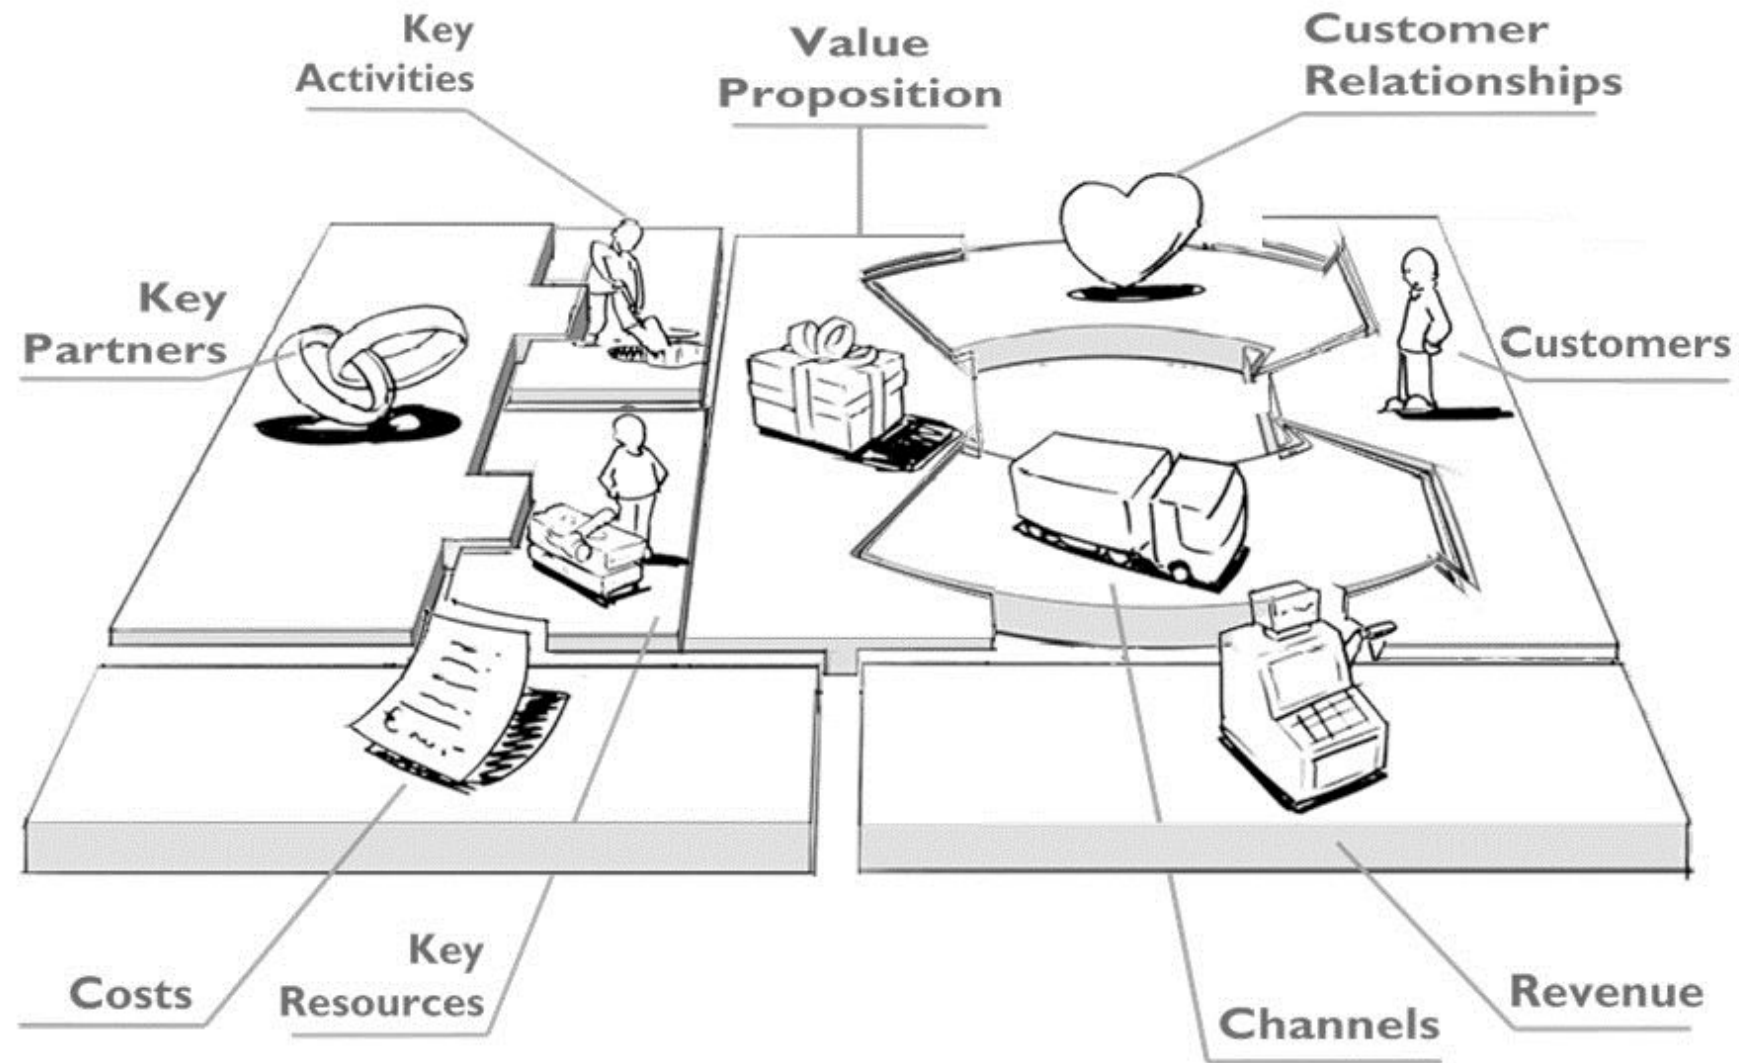 Key
Activities
Value
Proposition
Customer
Relationships
Key
Partners
Customers
Costs
Key
Resources
Channels
Revenue